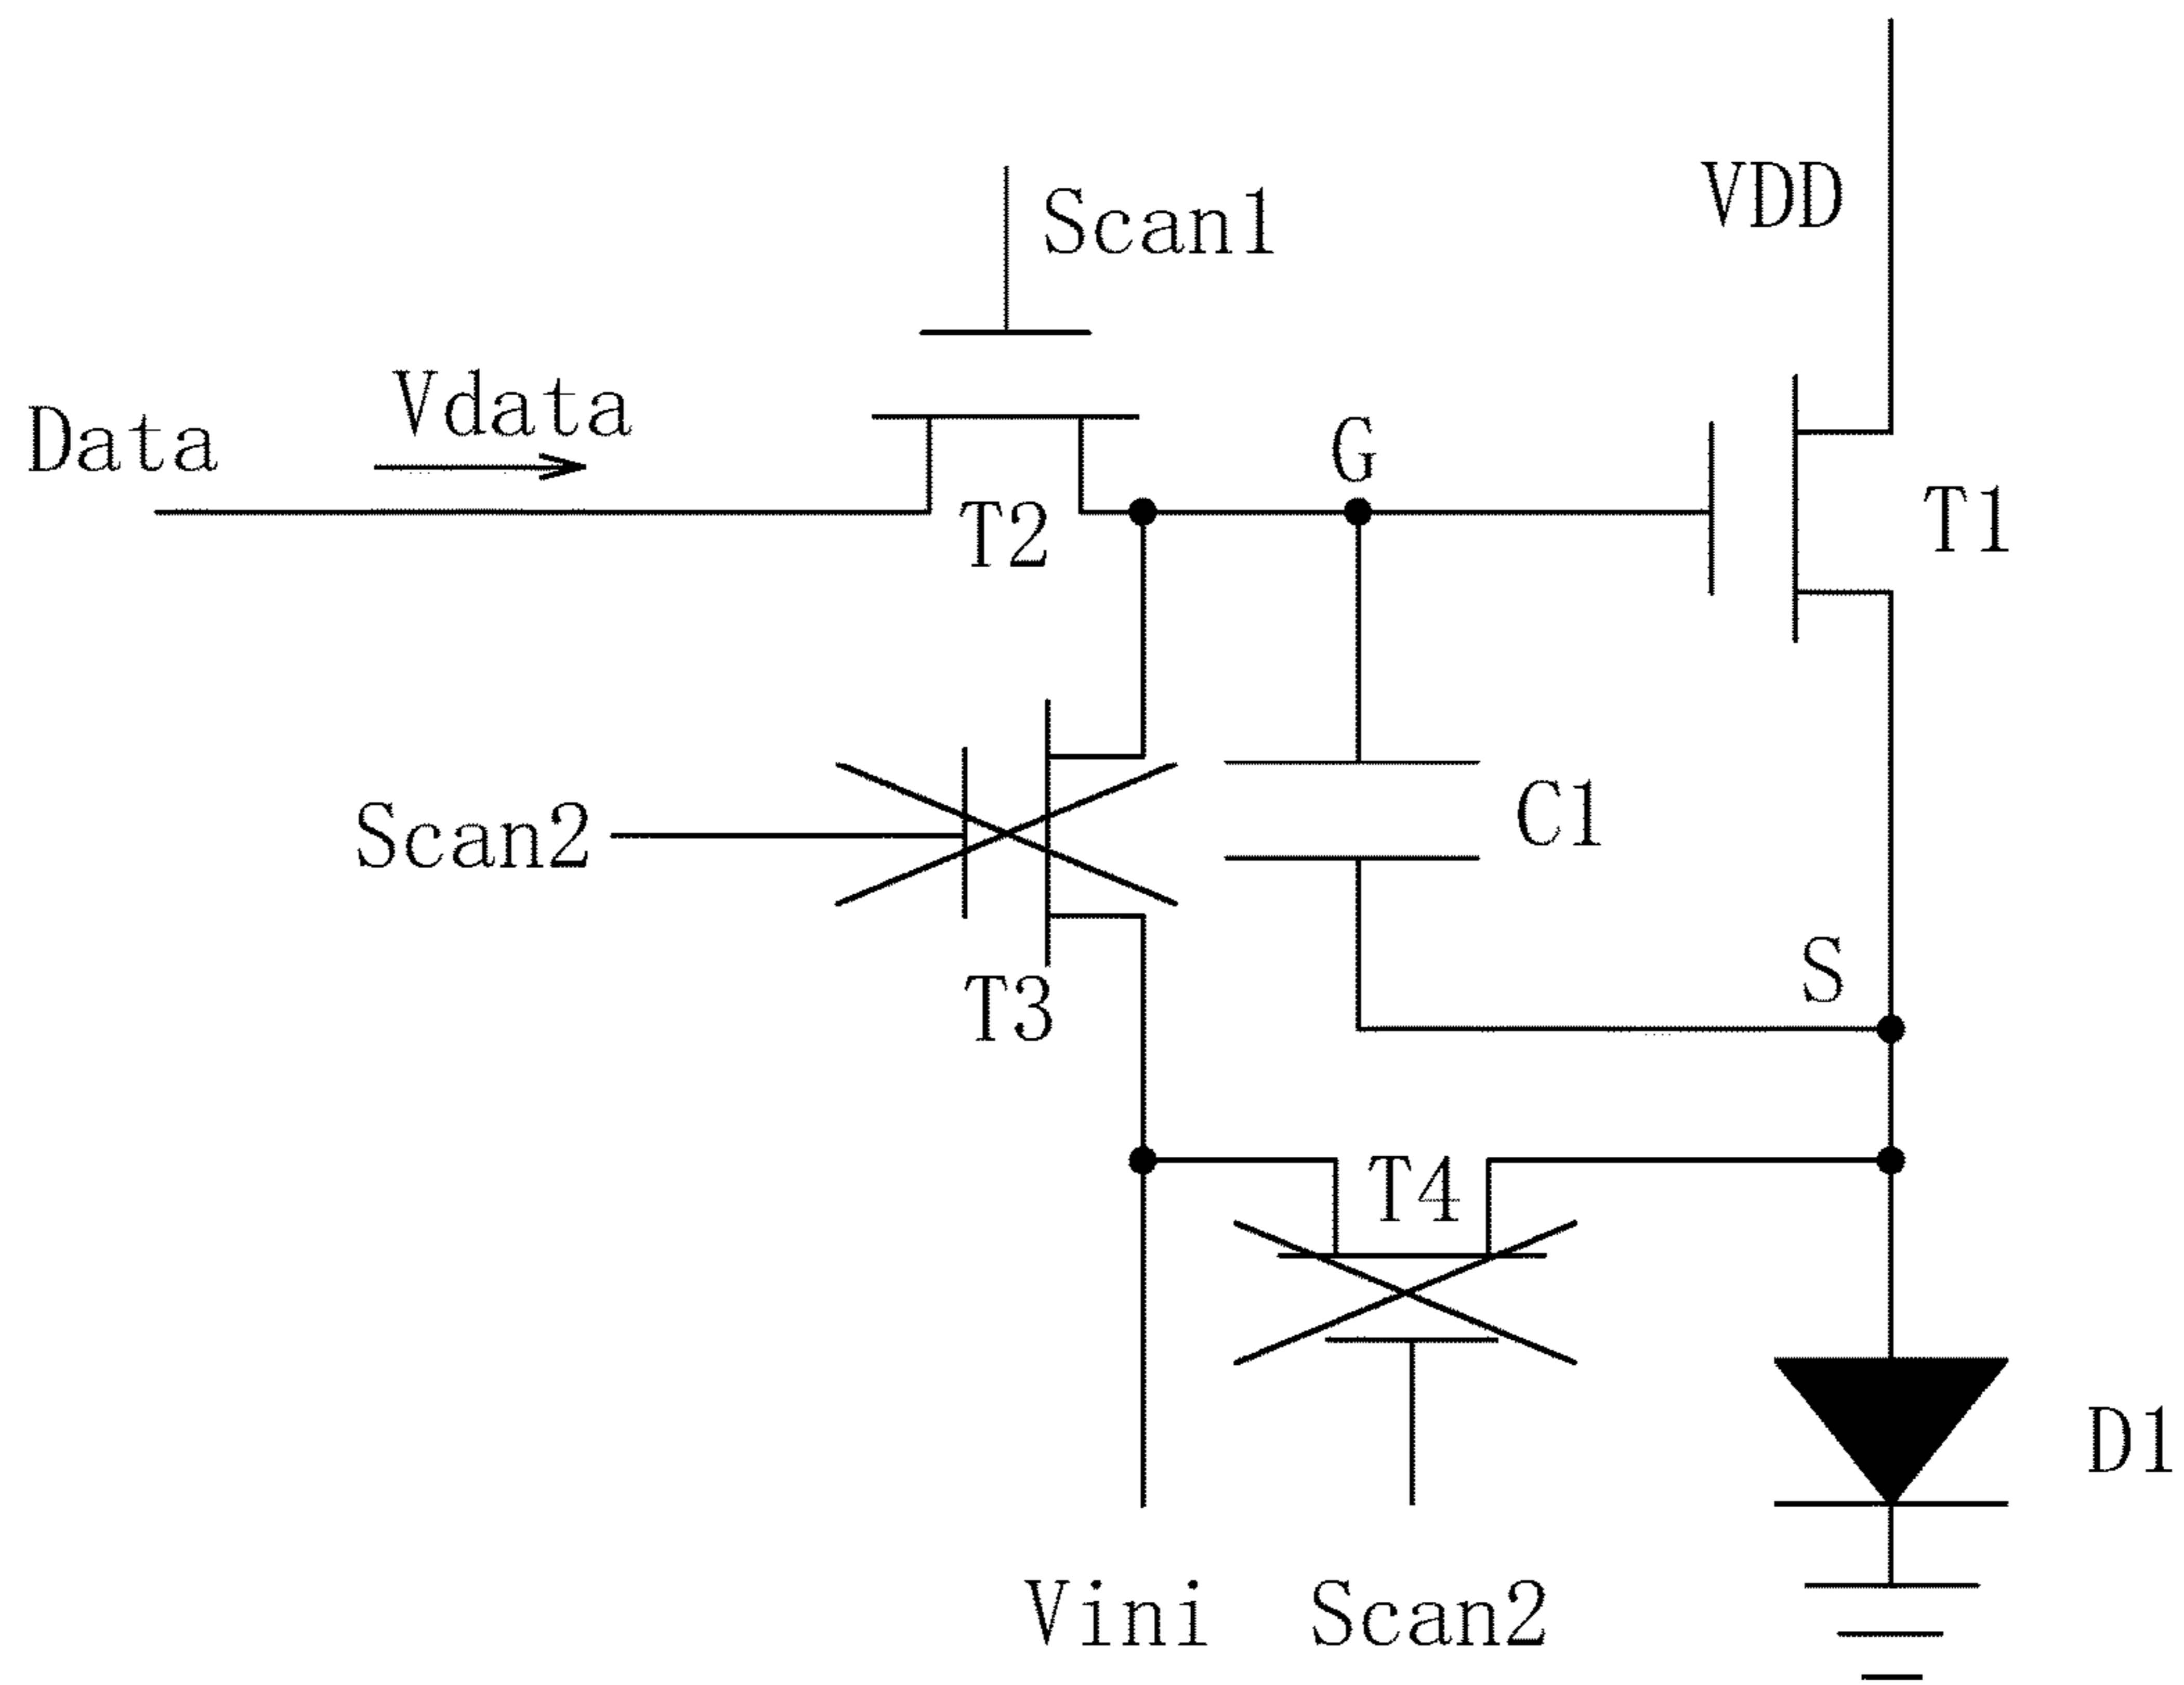 VDD
Scan1
Vdata
Data
G
T1
T2
C1
Scan2
S
T3
T4
D1
Vini
Scan2